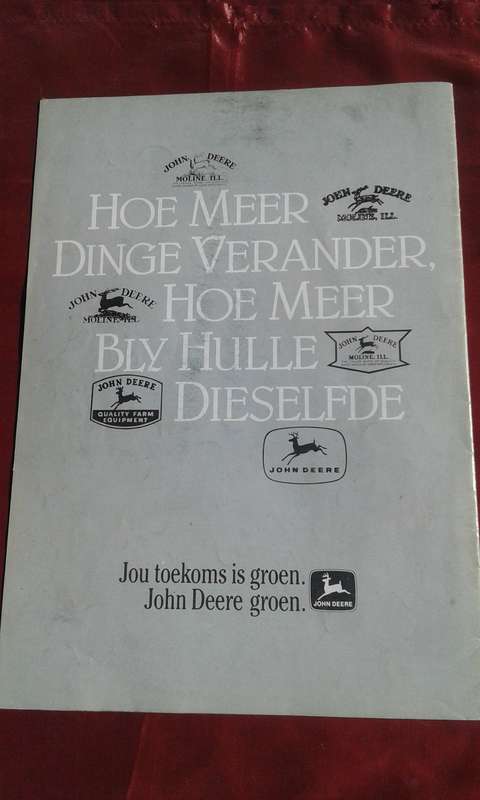 JOHN DEERE
MOLINE ILL.
HOE MEER
JOHN DEERE
MOLINE, ILL.
DINGE VERANDER,
JOHN DEERE
MOLINE, ILL
HOE MEER
BLY HULLE
JOHN DEERE
MOLINE, ILL.
JOHN DEERE
QUALITY FARM
EQUIPMENT
DIESELFDE
JOHN DEERE
Jou toekoms is groen.
John Deere groen.
JOHN DEERE